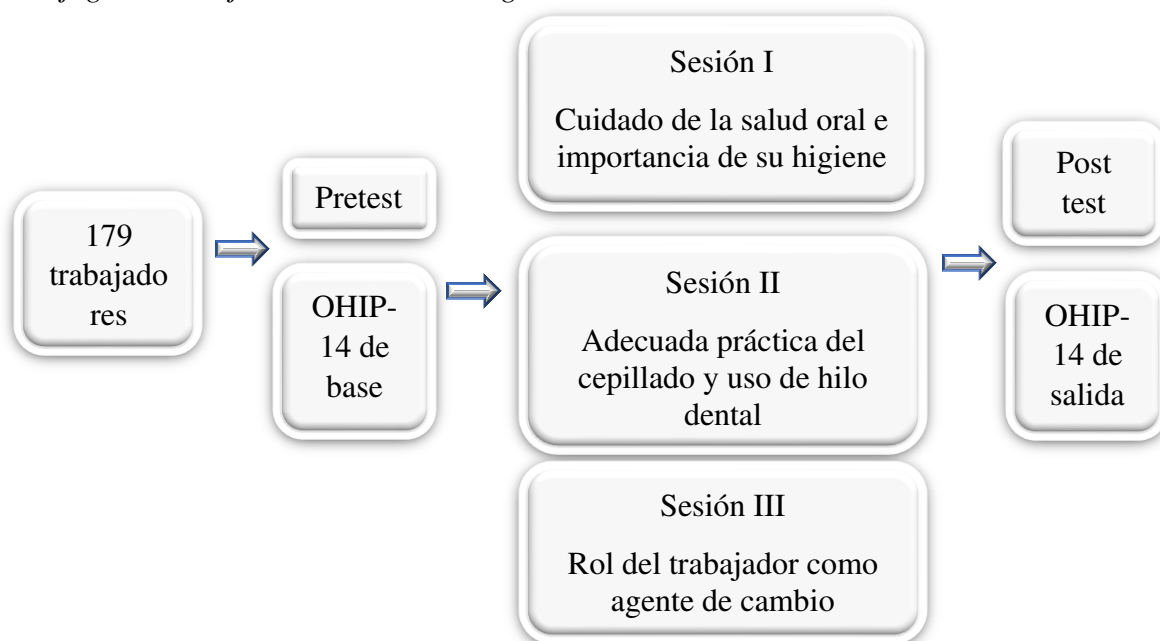 179
trabajado
res
Pretest
OHIP-
14 de
base
Sesión I
Cuidado de la salud oral e
importancia de su higiene
Sesión II
Adecuada práctica del
cepillado y uso de hilo
dental
Sesión III
Rol del trabajador como
agente de cambio
Post
test
OHIP-
14 de
salida